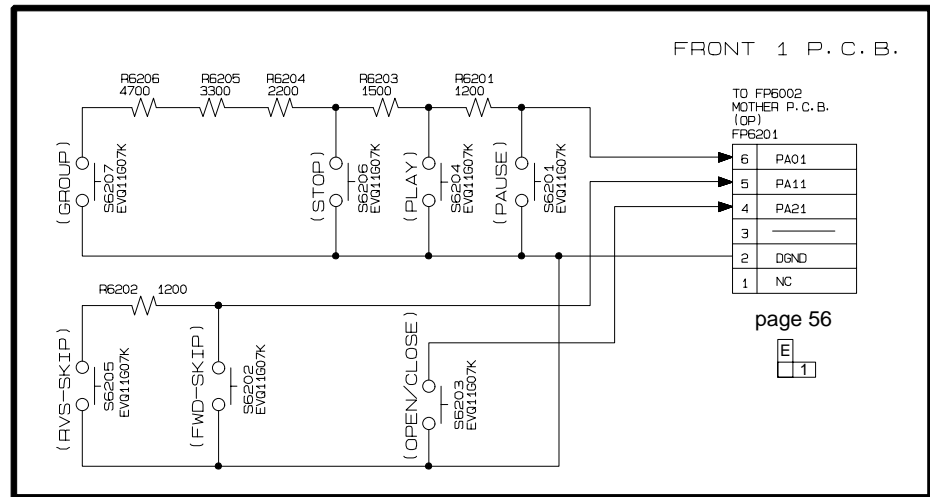 FRONT 1 P.C.B.
R6206
4700
R6205
3300
R6204
2200
R6203
1500
R6201
1200
TO FP6002
MOTHER P.C.B.
(OP)
FP6201
6 PA01
5 PA11
4 PA21
3
2 DGND
1 NC
(GROUP)
S6207
EVQ11G07K
(STOP)
S6206
EVQ11G07K
(PLAY)
S6204
EVQ11G07K
(PAUSE)
S6201
EVQ11G07K
R6202 1200
(RVS-SKIP)
S6205
EVQ11G07K
(FWD-SKIP)
S6202
EVQ11G07K
(OPEN/CLOSE)
S6203
EVQ11G07K
page 56
E
1